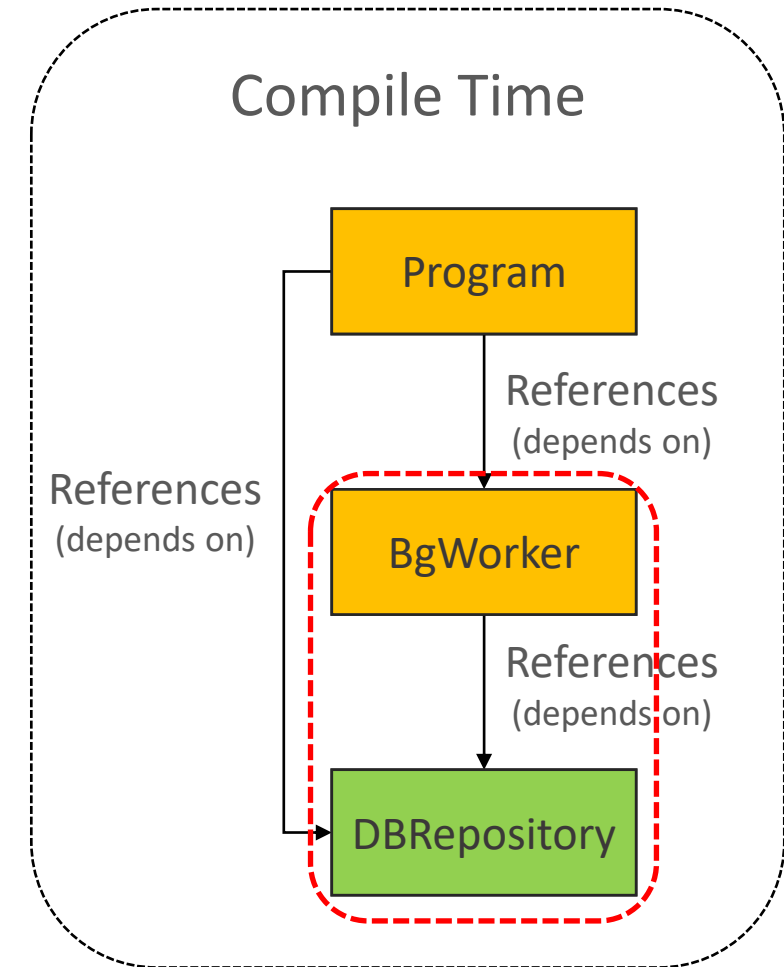 Compile Time
Program
References
(depends on)
References
(depends on)
BgWorker
References
(depends on)
DBRepository